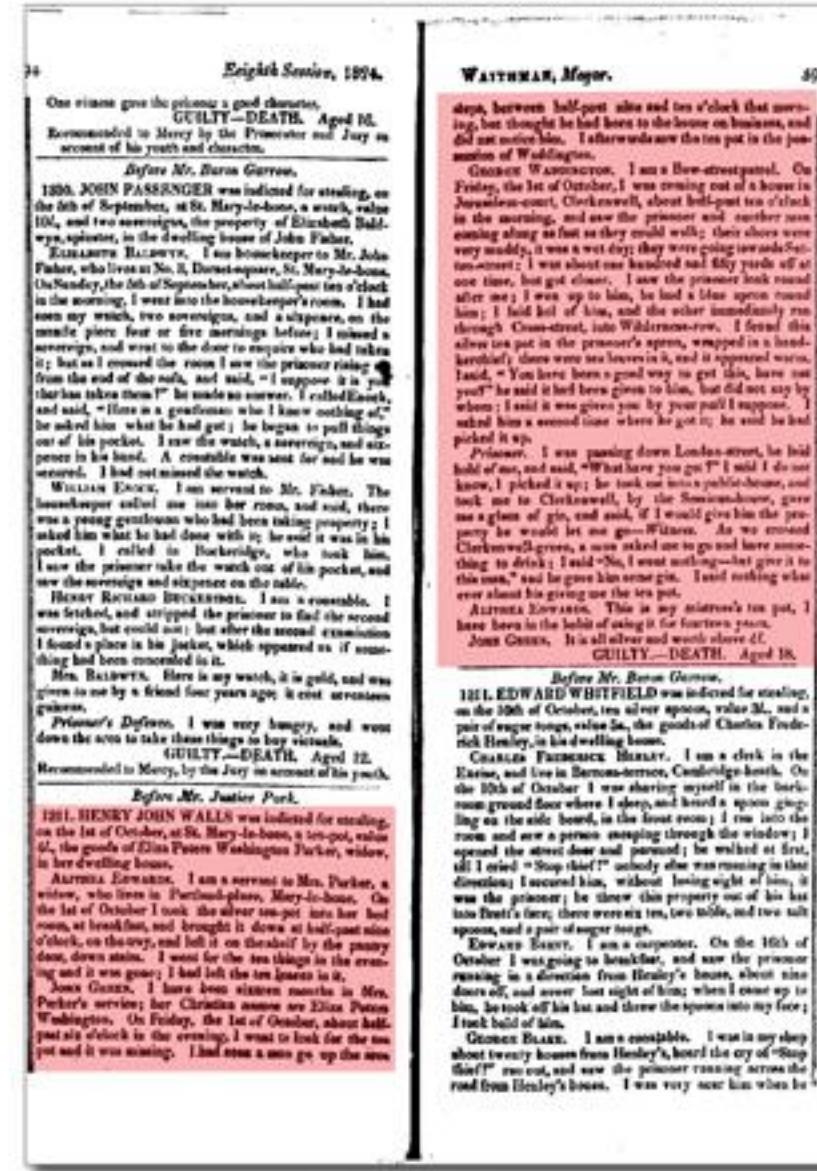 Eighth Session, 1824.
One witness gave the prisoner a good character.
GUILTY—DEATH. Aged 16.
Recommended to Mercy by the Prosecutor and Jury on
account of his youth and character.
Before Mr. Baron Garrow.
JOHN PASSENGER was indicted for stealing, on
the 5th of September, at St. Mary-le-bone, a watch, value
10l., and two sovereigns, the property of Elizabeth Bald-
wyn, spinster, in the dwelling house of John Fisher.
ELIZABETH BALDWYN. I am housekeeper to Mr. John
Fisher, who lives at No. 3, Dorset-square, St. Mary-le-bone.
On Sunday, the 5th of September, about half-past ten o'clock
in the morning, I went into the housekeeper's room. I had
seen my watch, two sovereigns, and a sixpence, on the
mantle piece four or five mornings before; I missed a
sovereign, and went to the door to enquire who had taken
it; but as I crossed the room I saw the prisoner rising
from the end of the sofa, and said, "I suppose it is you
that has taken them?" he made no answer. I called Enock,
and said, "Here is a gentleman who I know nothing of,"
he asked him what he had got; he began to pull things
out of his pocket. I saw the watch, a sovereign, and six-
pence in his hand. A constable was sent for and he was
secured. I had not missed the watch.
WILLIAM ENOCK. I am servant to Mr. Fisher. The
housekeeper called me into her room, and said, there
was a young gentleman who had been taking property; I
asked him what he had done with it; he said it was in his
pocket. I called in Buckeridge, who took him.
I saw the prisoner take the watch out of his pocket, and
saw the sovereign and sixpence on the table.
HENRY RICHARD BUCKERIDGE. I am a constable. I
was fetched, and stripped the prisoner to find the second
sovereign, but could not; but after the second examination
I found a place in his jacket, which appeared as if some-
thing had been concealed in it.
MRS. BALDWYN. Here is my watch, it is gold, and was
given to me by a friend four years ago; it cost seventeen
guineas.
Prisoner's Defence. I was very hungry, and went
down the area to take these things to buy victuals.
GUILTY—DEATH. Aged 12.
Recommended to Mercy, by the Jury on account of his youth.
Before Mr. Justice Park.
HENRY JOHN WALLS was indicted for stealing,
on the 1st of October, at St. Mary-le-bone, a tea-pot, value
the goods of Eliza Peters Washington Parker, widow,
in her dwelling house.
ALITHEA EDWARDS. I am a servant to Mrs. Parker, a
widow, who lives in Portland-place, Mary-le-bone. On
the 1st of October I took the silver tea-pot into her bed
room, at breakfast, and brought it down at half-past nine
o'clock, on the tray, and left it on the shelf by the pantry
door, down stairs. I went for the tea things in the even-
ing and it was gone; I had left the tea leaves in it.
JOHN GREEN. I have been sixteen months in Mrs.
Parker's service; her Christian names are Eliza Peters
Washington. On Friday, the 1st of October, about half-
past six o'clock in the evening, I went to look for the tea
pot and it was missing. I had seen a man go up the area
WAITHMAN, Mayor.
steps, between half-past nine and ten o'clock that morn-
ing, but thought he had been to the house on business, and
did not notice him. I afterwards saw the tea pot in the pos-
session of Waddington.
GEORGE WADDINGTON. I am a Bow-street patrol. On
Friday, the 1st of October, I was coming out of a house in
Jerusalem-court, Clerkenwell, about half-past ten o'clock
in the morning, and saw the prisoner and another man
coming along as fast as they could walk; their shoes were
very muddy, it was a wet day; they were going towards Sut-
ton-street; I was about one hundred and fifty yards off at
one time, but got closer. I saw the prisoner look round
after me; I went up to him, he had a blue apron round
him; I laid hold of him, and the other immediately ran
through Cross-street, into Wilderness-row. I found this
silver tea pot in the prisoner's apron, wrapped in a hand-
kerchief; there were tea leaves in it, and it appeared warm.
I said, "You have been a good way to get this, have not
you?" he said it had been given to him, but did not say by
whom; I said it was given you by your pall I suppose. I
asked him a second time where he got it; he said he had
picked it up.
Prisoner. I was passing down London-street, he laid
hold of me, and said, "What have you got?" I said I do not
know, I picked it up; he took me into a public-house, and
took me to Clerkenwell, by the Sessions-house, gave
me a glass of gin, and said, if I would give him the pro-
perty he would let me go—Witness. As we crossed
Clerkenwell-green, a man asked me to go and have some-
thing to drink; I said "No, I want nothing—but give it to
this man," and he gave him some gin. I said nothing what
ever about his giving me the tea pot.
ALITHEA EDWARDS. This is my mistress's tea pot, I
have been in the habit of using it for fourteen years.
JOHN GREEN. It is all silver and worth above
GUILTY.—DEATH. Aged 18.
Before Mr. Baron Garrow.
EDWARD WHITFIELD was indicted for stealing,
on the 10th of October, ten silver spoons, value 3l., and a
pair of sugar tongs, value 5s., the goods of Charles Frede-
rick Henley, in his dwelling house.
CHARLES FREDERICK HENLEY. I am a clerk in the
Excise, and live in Cambridge-heath. On
the 10th of October I was shaving myself in the back-
room ground floor where I sleep, and heard a spoon ging-
ling on the side board, in the front room; I ran into the
room and saw a person escaping through the window; I
opened the street door and pursued; he walked at first,
till I cried "Stop thief!" nobody else was running in that
direction; I secured him, without losing sight of him, it
was the prisoner; he threw this property out of his hat
into Brett's face; there were six tea, two table, and two salt
spoons, and a pair of sugar tongs.
EDWARD I am a carpenter. On the 16th of
October I was going to breakfast, and saw the prisoner
running in a direction from Henley's house, about nine
doors off, and never lost sight of him; when I came up to
him, he took off his hat and threw the spoons into my face;
I took hold of him.
GEORGE BLAKE. I am a constable. I was in my shop
about twenty houses from Henley's, heard the cry of "Stop
thief!" ran out, and saw the prisoner running across the
road from Henley's house. I was very near him when he